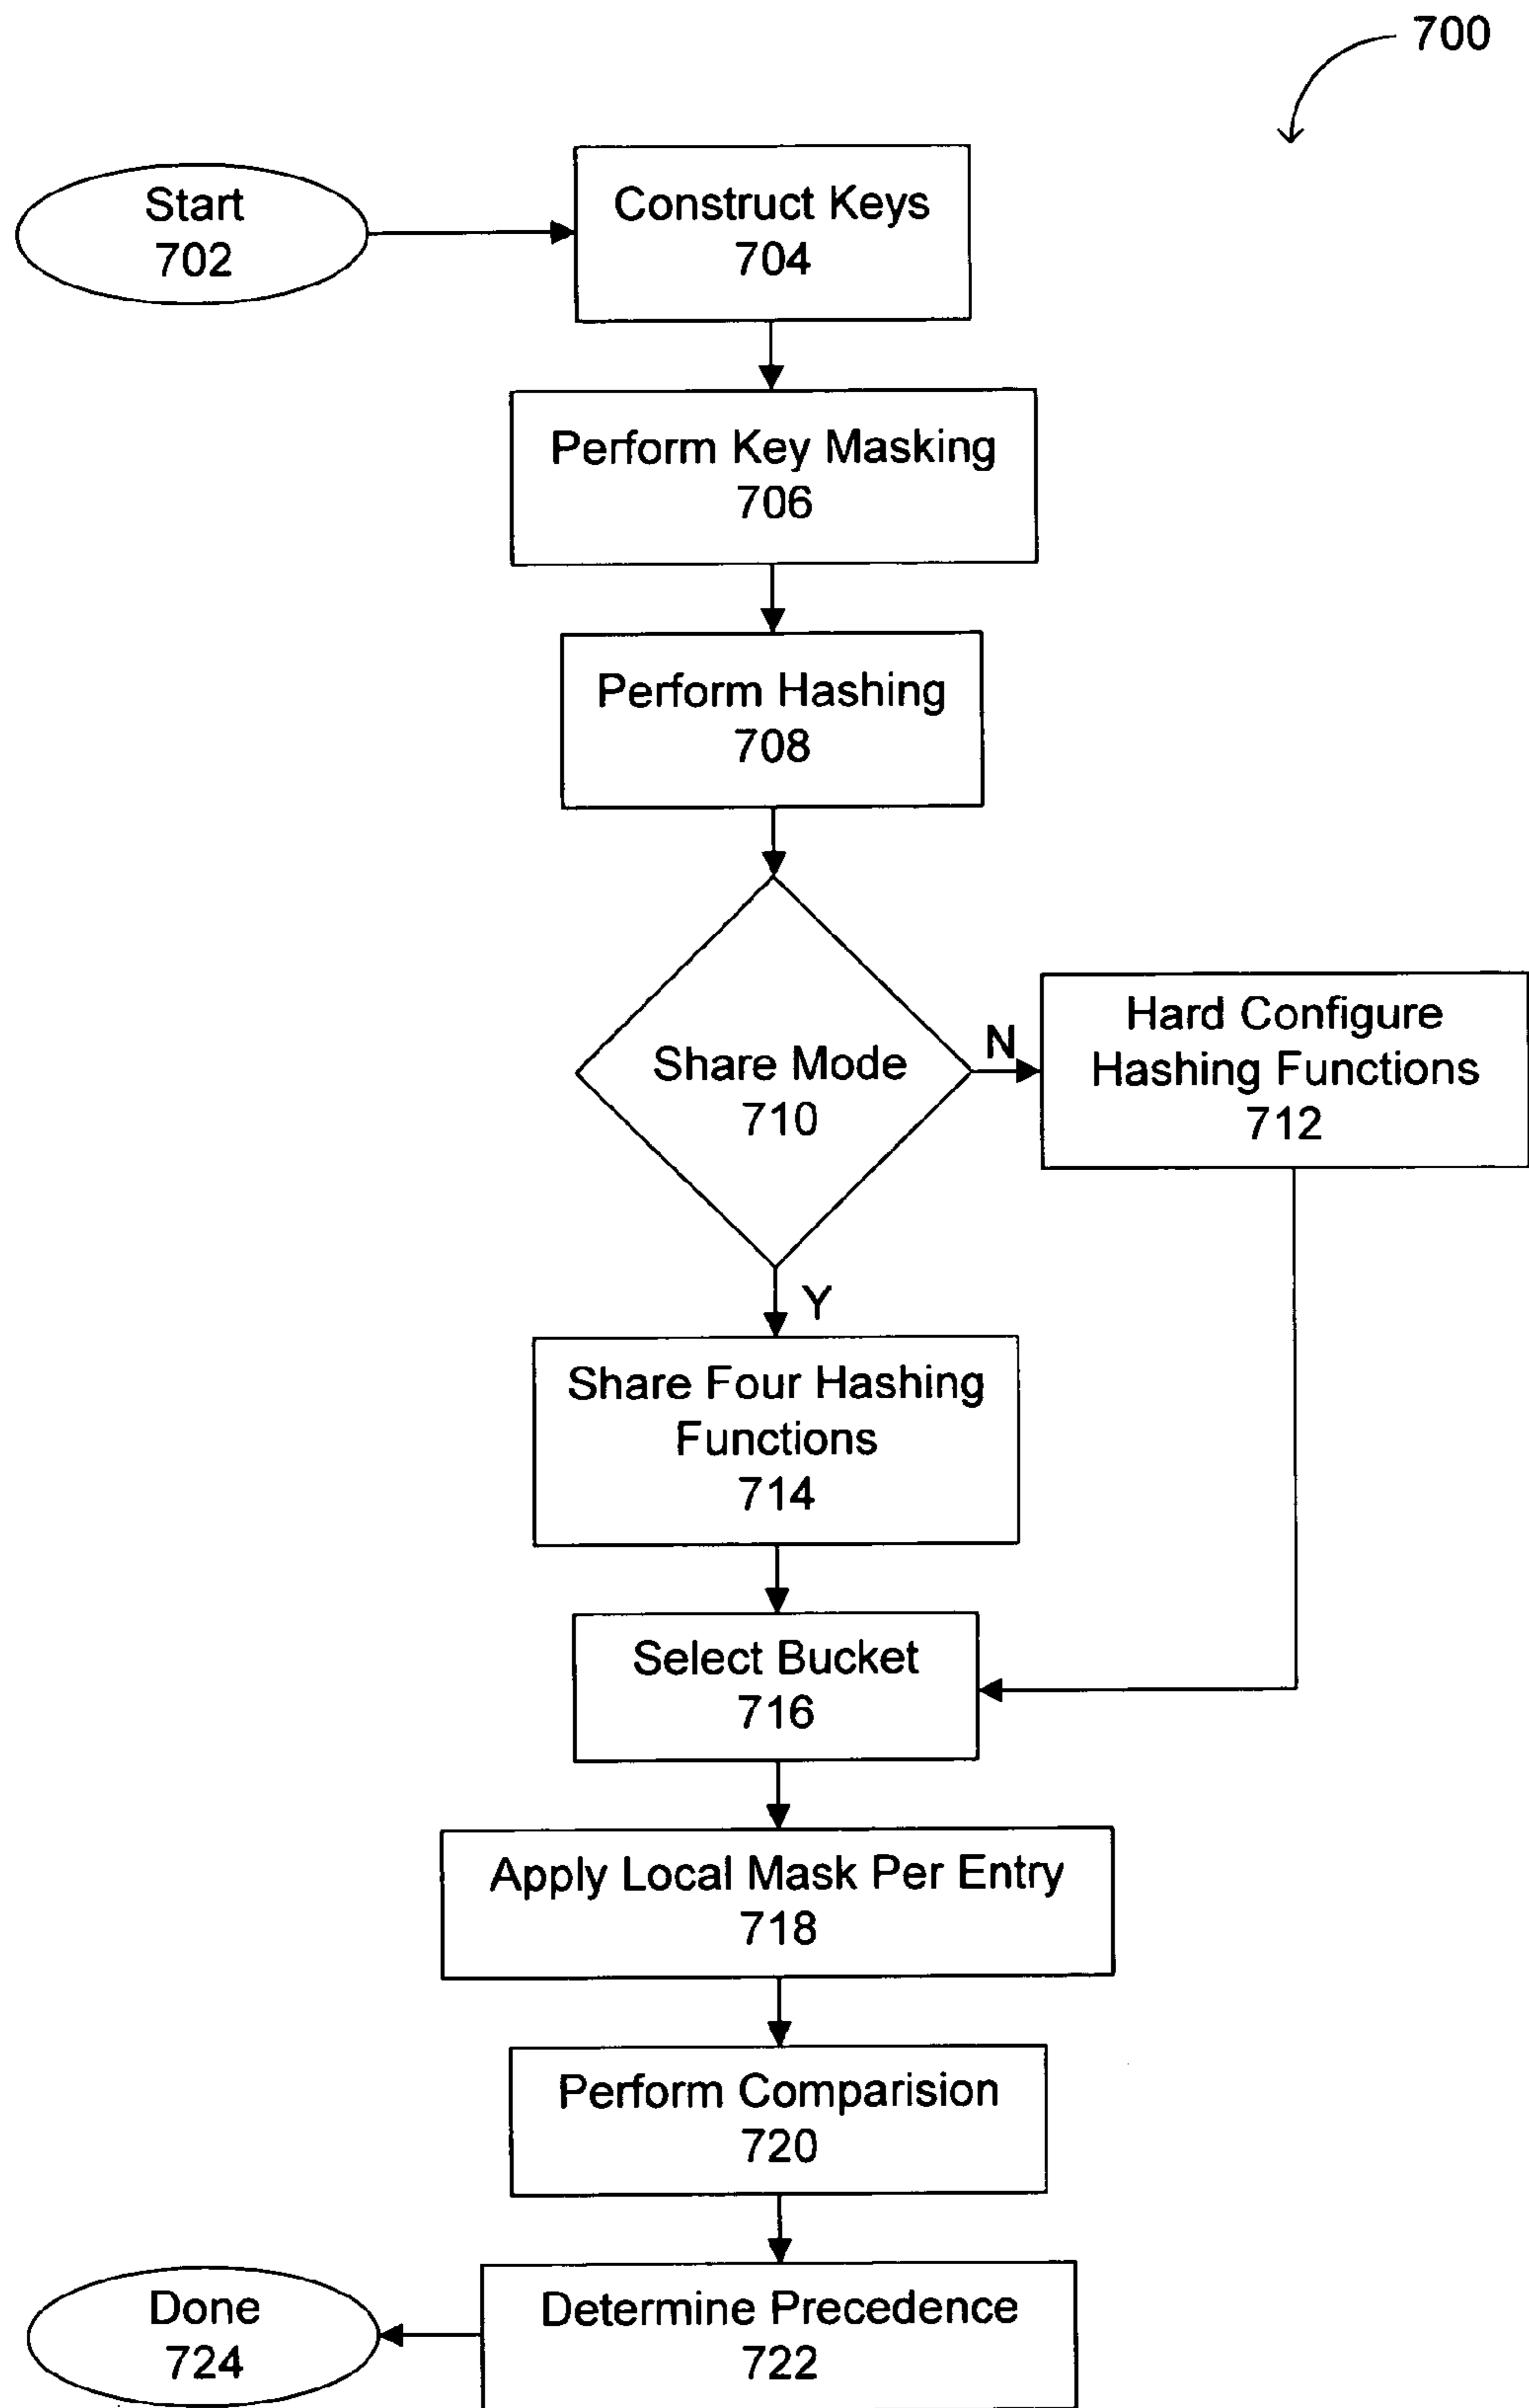 700
Start
702
Construct Keys
704
Perform Key Masking
706
Perform Hashing
708
Share Mode
710
N
Hard Configure
Hashing Functions
712
Y
Share Four Hashing
Functions
714
Select Bucket
716
Apply Local Mask Per Entry
718
Perform Comparision
720
Determine Precedence
722
Done
724